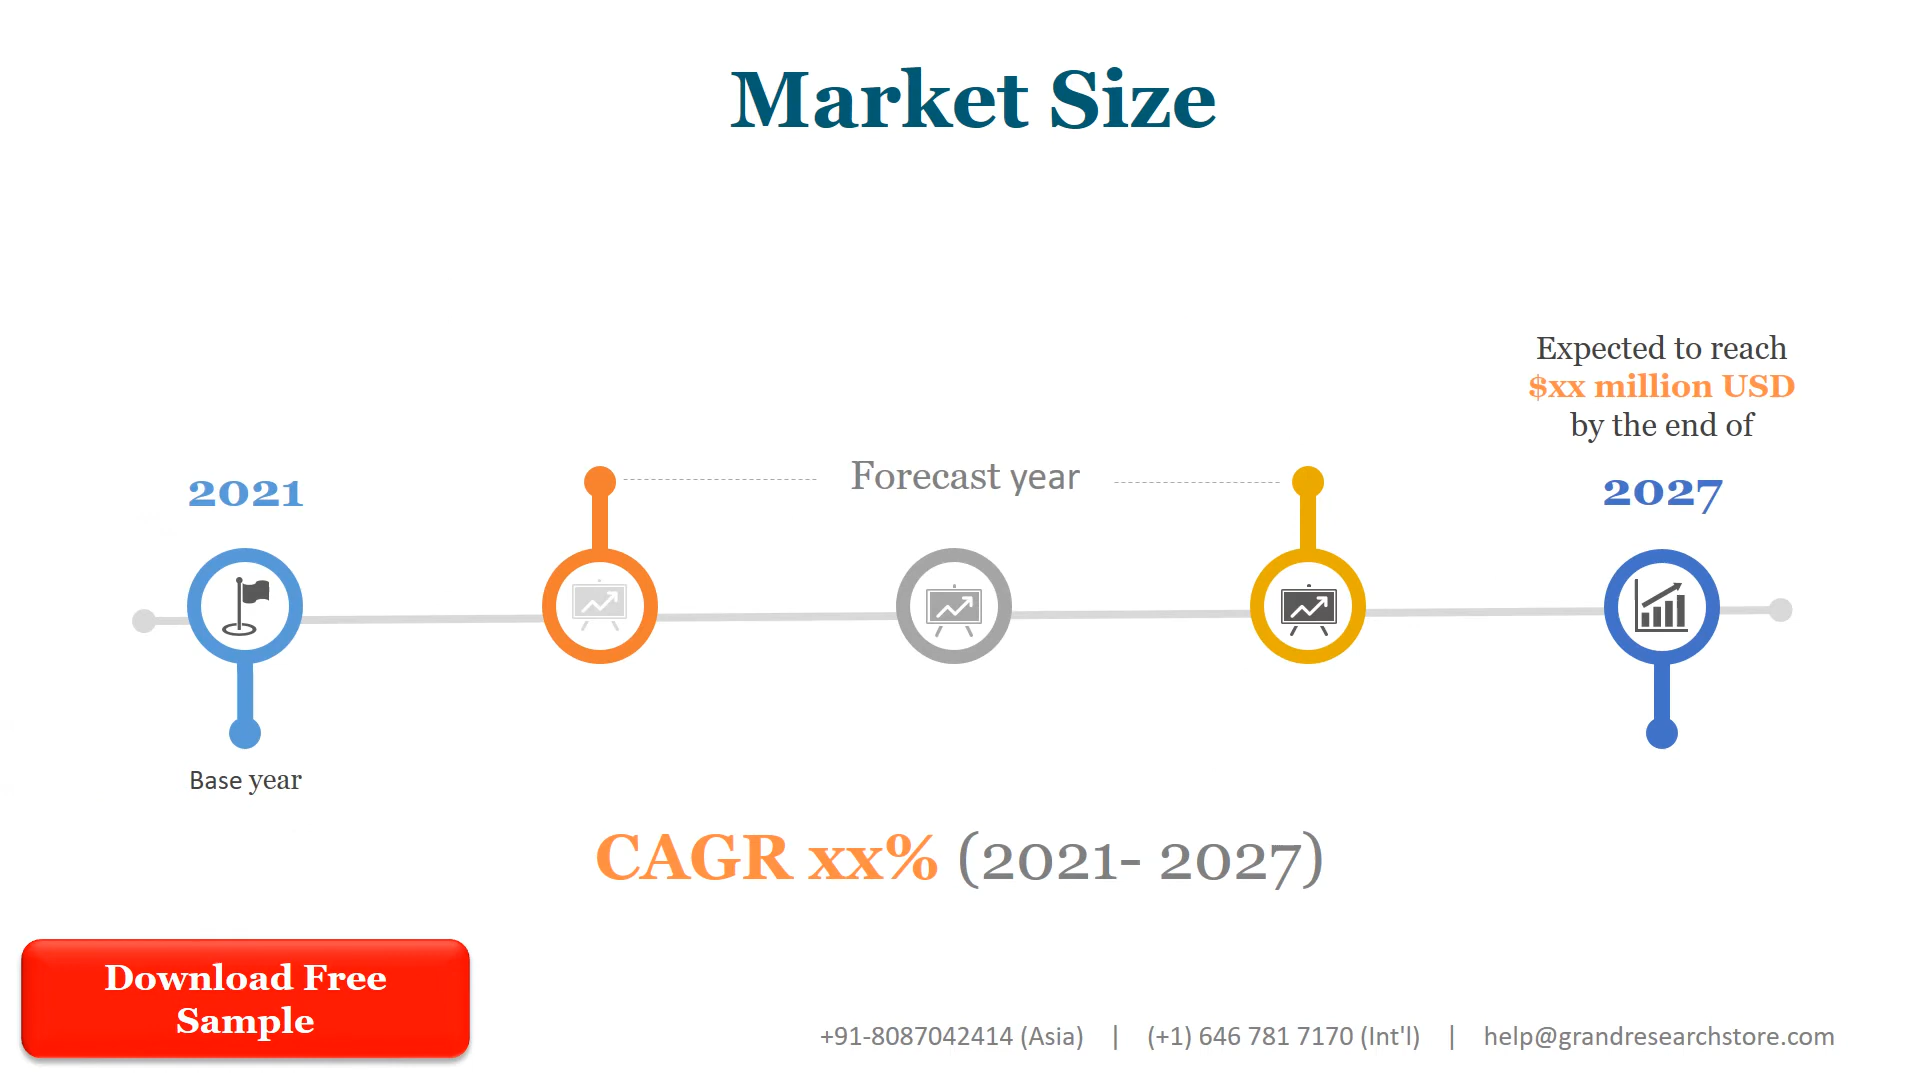 Market Size
Expected to reach
$xx million USD
by the end of
Forecast year
2021
2027
Base year
CAGR xx% (2021- 2027)
Download Free
Sample
+91-8087042414 (Asia) | (+1) 646 781 7170 (Int'l) | help@grandresearchstore.com